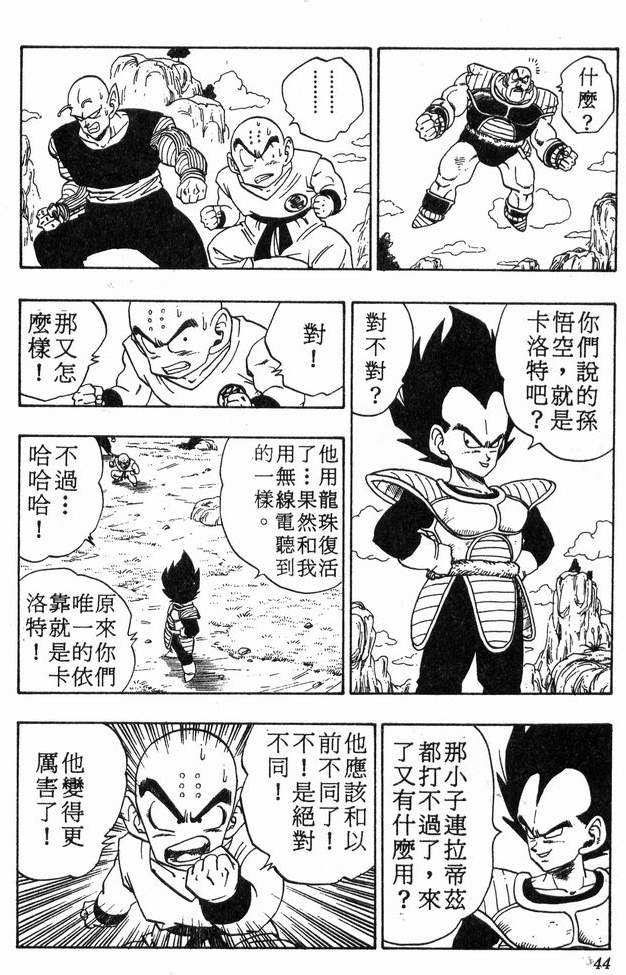 什麼？
⋯⋯
⋯⋯
你們說的孫
悟空，就是
卡洛特吧？
對不對？
對！
那又怎
麼樣！
他用龍珠復活
了⋯果然和我
用無線電聽到
的一樣。
不過⋯
哈哈哈！
原來你們
唯一的依
靠就是卡
洛特！
那小子連拉蒂茲
都打不過了，來
了又有什麼用？
他應該和以
前不同了！
不！是絕對
不同！
他變得更
厲害了！
44